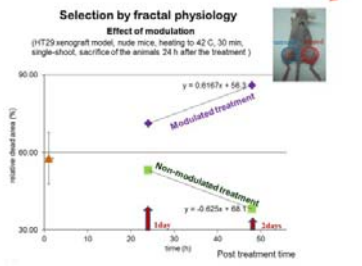 Selection by fractal physiology
Effect of modulation
(HT29 xenograft model, nude mice, heating to 42 C, 30 min,
single-shoot, sacrifice of the animals 24 h after the treatment )
90.00
60.00
30.00
relative dead area (%)
y = 0.6167x + 56.3
Modulated treatment
Non-modulated treatment
y = -0.625x + 68.1
1day
2days
0
10
20
30
40
50
60
time (h)
Post treatment time